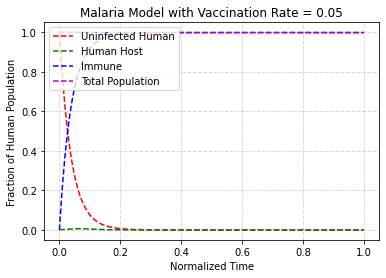 Malaria Model with Vaccination Rate = 0.05
Fraction of Human Population
1.0
0.8
0.6
0.4
0.2
0.0
Uninfected Human
Human Host
Immune
Total Population
0.0 0.2 0.4 0.6 0.8 1.0
Normalized Time